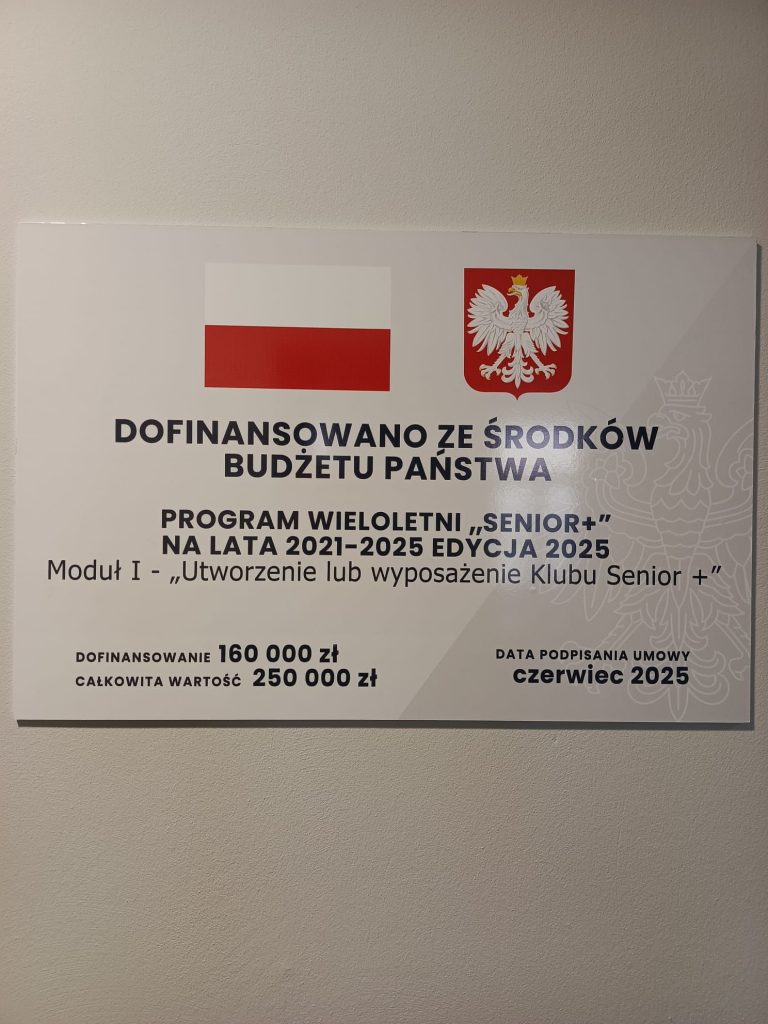 DOFINANSOWANO ZE ŚRODKÓW
BUDŻETU PAŃSTWA
PROGRAM WIELOLETNI „SENIOR+”
NA LATA 2021-2025 EDYCJA 2025
Moduł I - „Utworzenie lub wyposażenie Klubu Senior +”
DOFINANSOWANIE 160 000 zł
CAŁKOWITA WARTOŚĆ 250 000 zł
DATA PODPISANIA UMOWY
czerwiec 2025